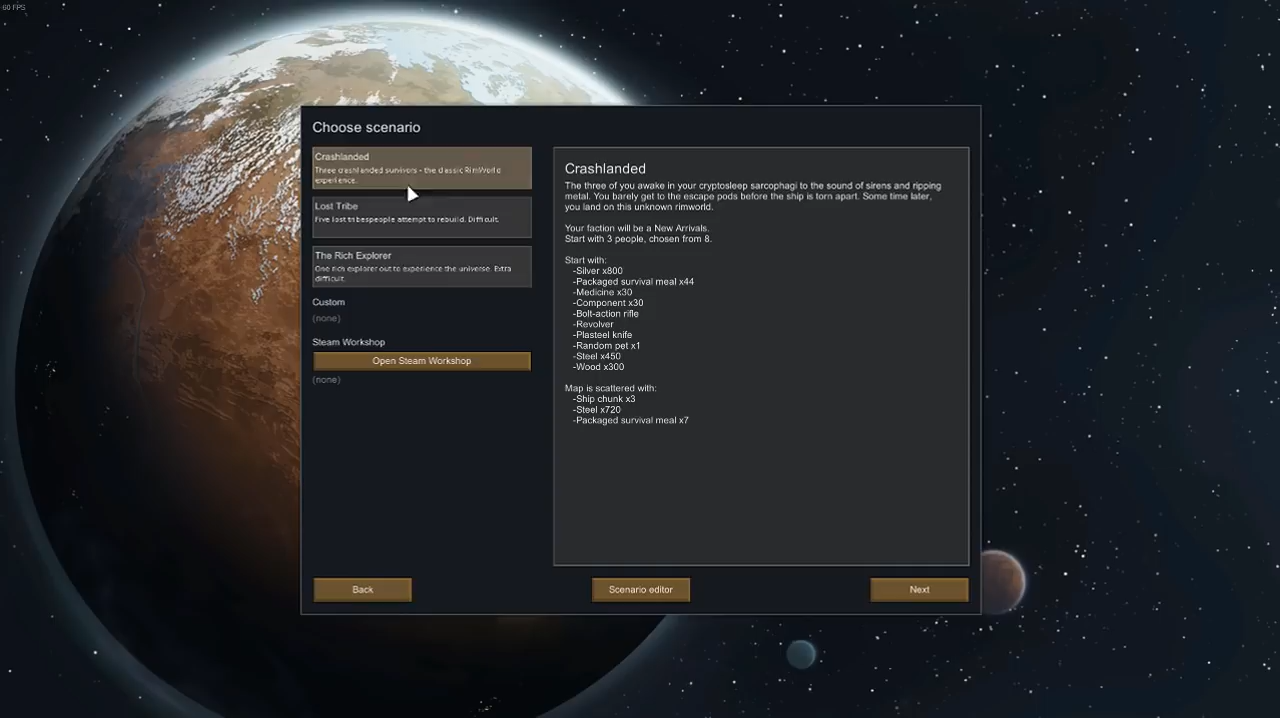 60 FPS
Choose scenario
Crashlanded
Three crashlanded survivors - the classic RimWorld
experience.
Lost Tribe
Five lost tribespeople attempt to rebuild. Difficult.
The Rich Explorer
One rich explorer out to experience the universe. Extra
difficult.
Custom
(none)
Steam Workshop
Open Steam Workshop
(none)
Crashlanded
The three of you awake in your cryptosleep sarcophagi to the sound of sirens and ripping
metal. You barely get to the escape pods before the ship is torn apart. Some time later,
you land on this unknown rimworld.
Your faction will be a New Arrivals.
Start with 3 people, chosen from 8.
Start with:
-Silver x800
-Packaged survival meal x44
-Medicine x30
-Component x30
-Bolt-action rifle
-Revolver
-Plasteel knife
-Random pet x1
-Steel x450
-Wood x300
Map is scattered with:
-Ship chunk x3
-Steel x720
-Packaged survival meal x7
Back
Scenario editor
Next